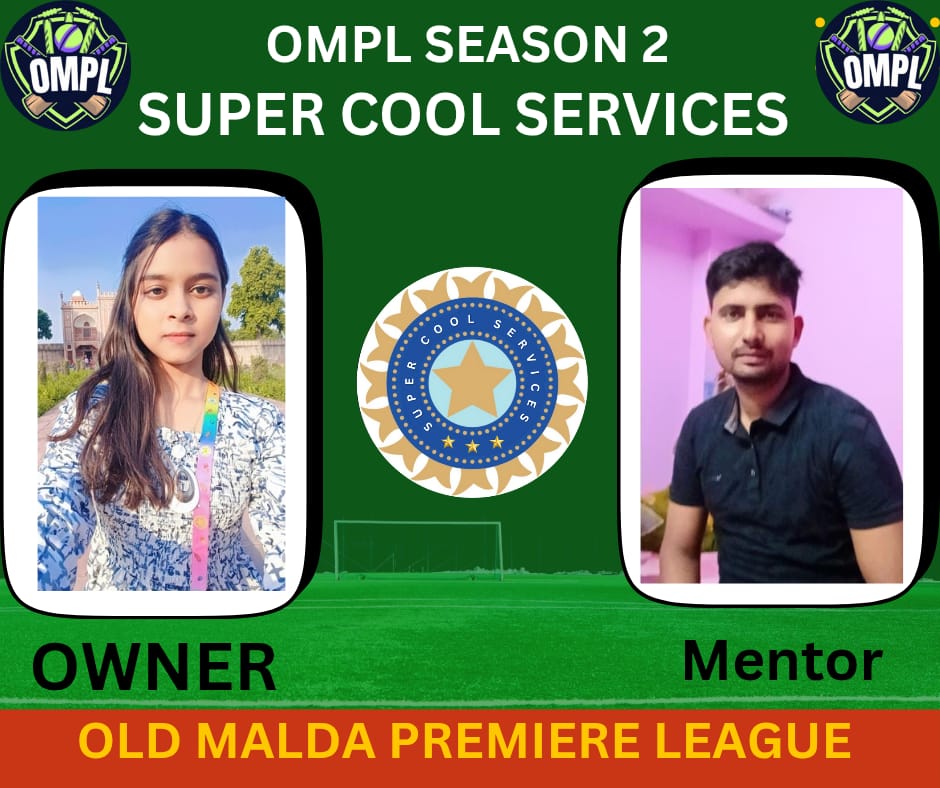 OMPL
OMPL SEASON 2
OMPL
SUPER COOL SERVICES
SUPER COOL SERVICES
OWNER
Mentor
OLD MALDA PREMIERE LEAGUE